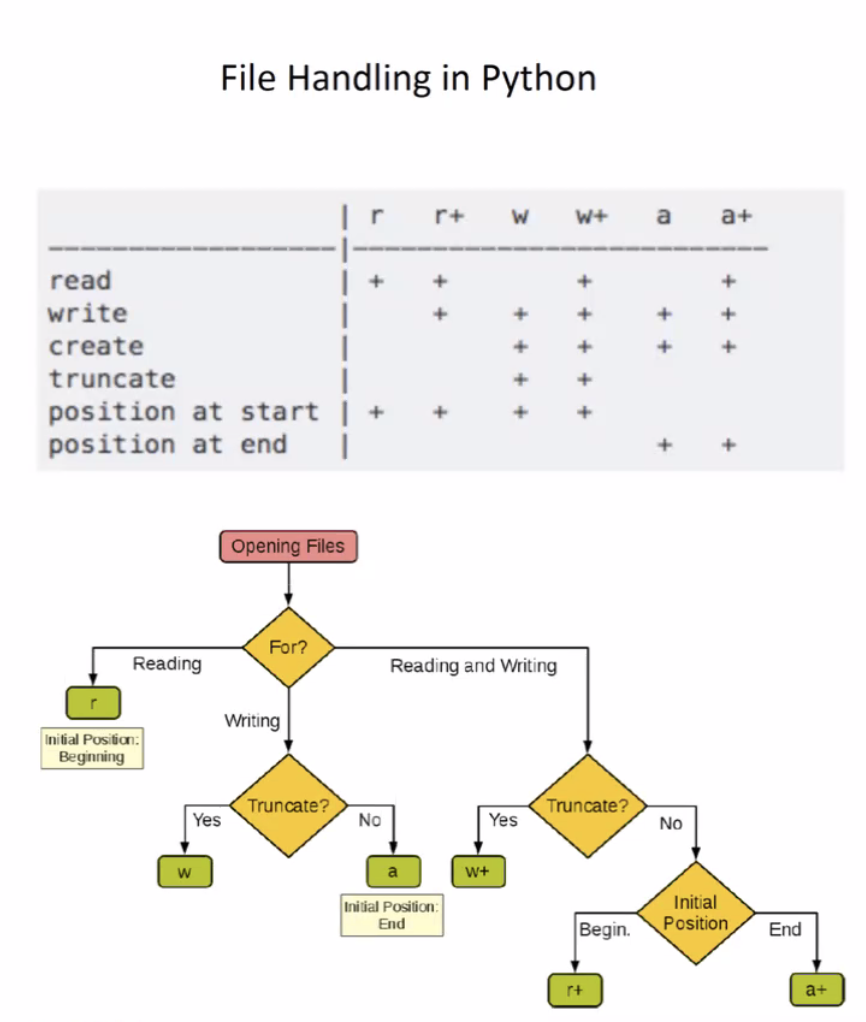 File Handling in Python
| r r+ w w+ a a+
------------------|--------------------------
read | + + + +
write | + + + + +
create | + + + +
truncate | + +
position at start | + + + +
position at end | + +
Opening Files
For?
Reading
Reading and Writing
r
Initial Position:
Beginning
Writing
Truncate?
Yes
No
w
a
Initial Position:
End
Truncate?
Yes
No
w+
Initial
Position
Begin.
End
r+
a+